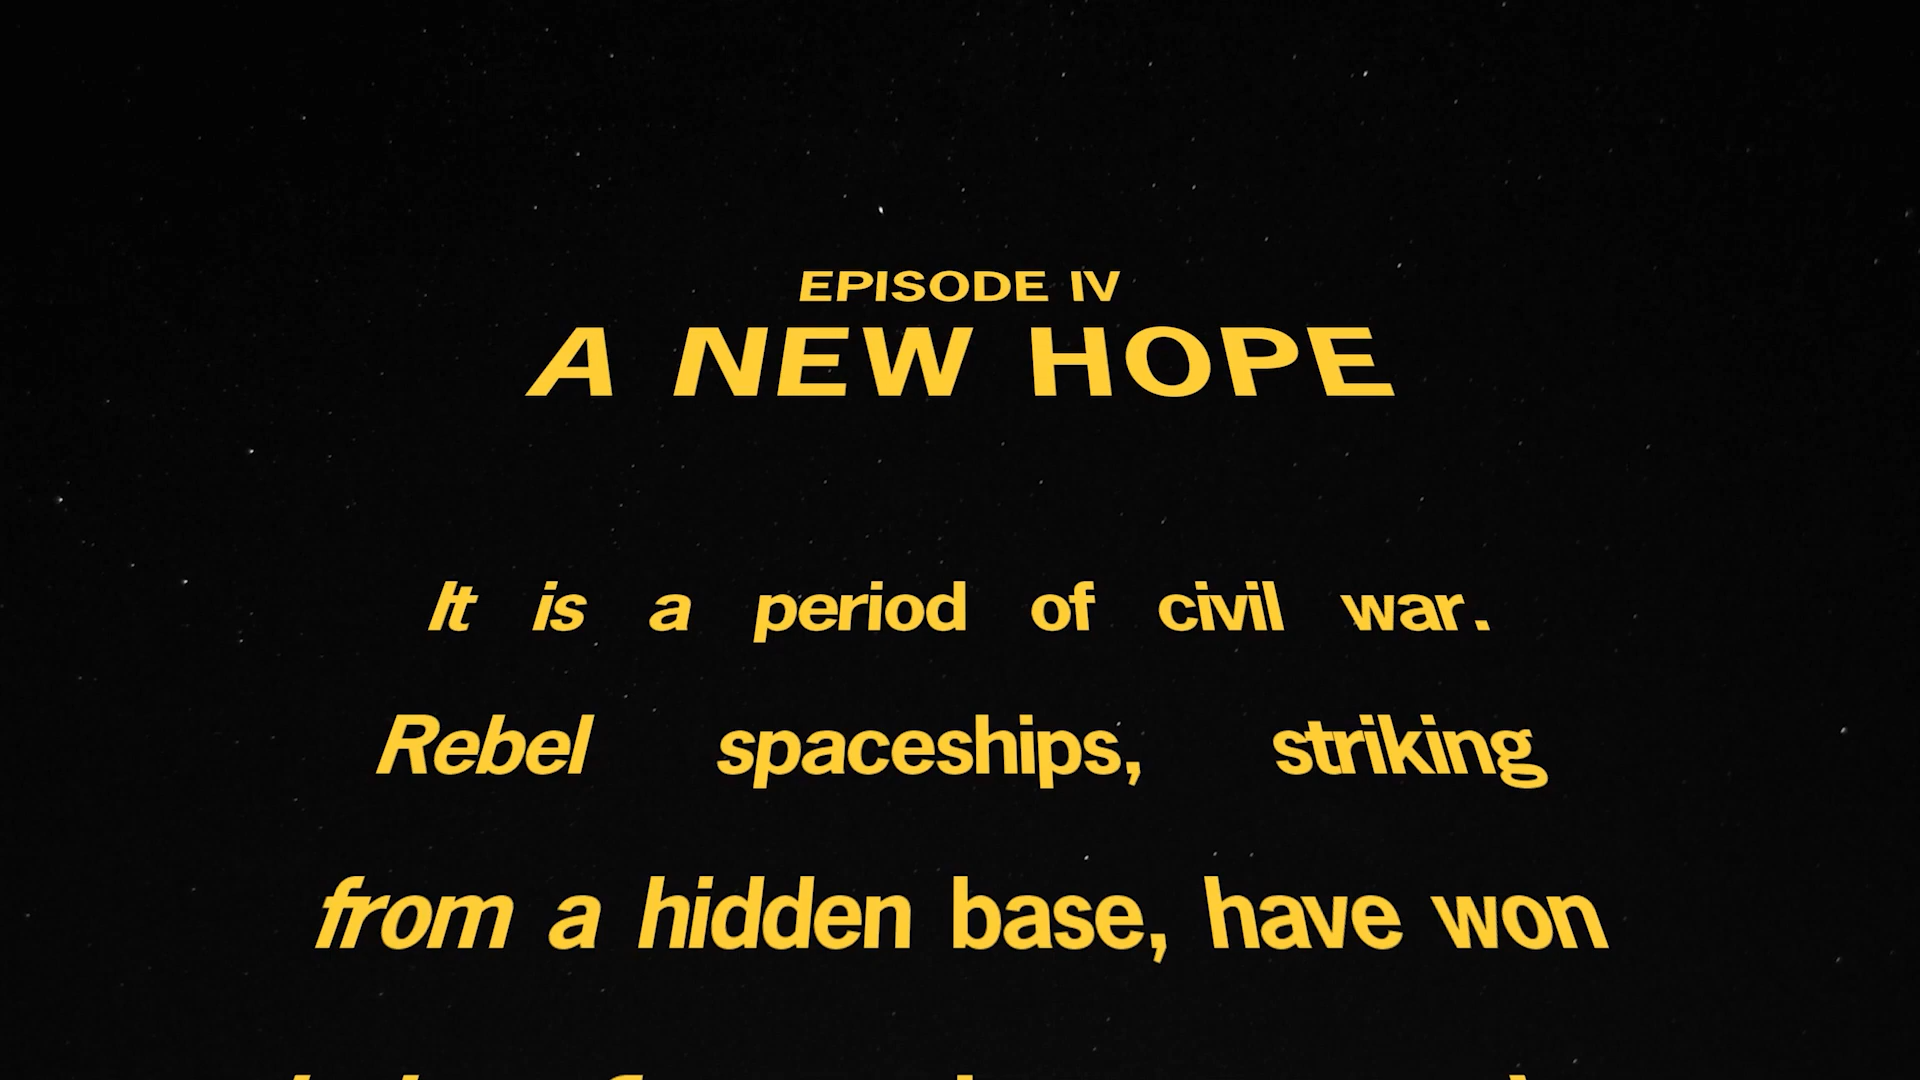 EPISODE IV
A NEW HOPE
It is a period of civil war.
Rebel spaceships, striking
from a hidden base, have won